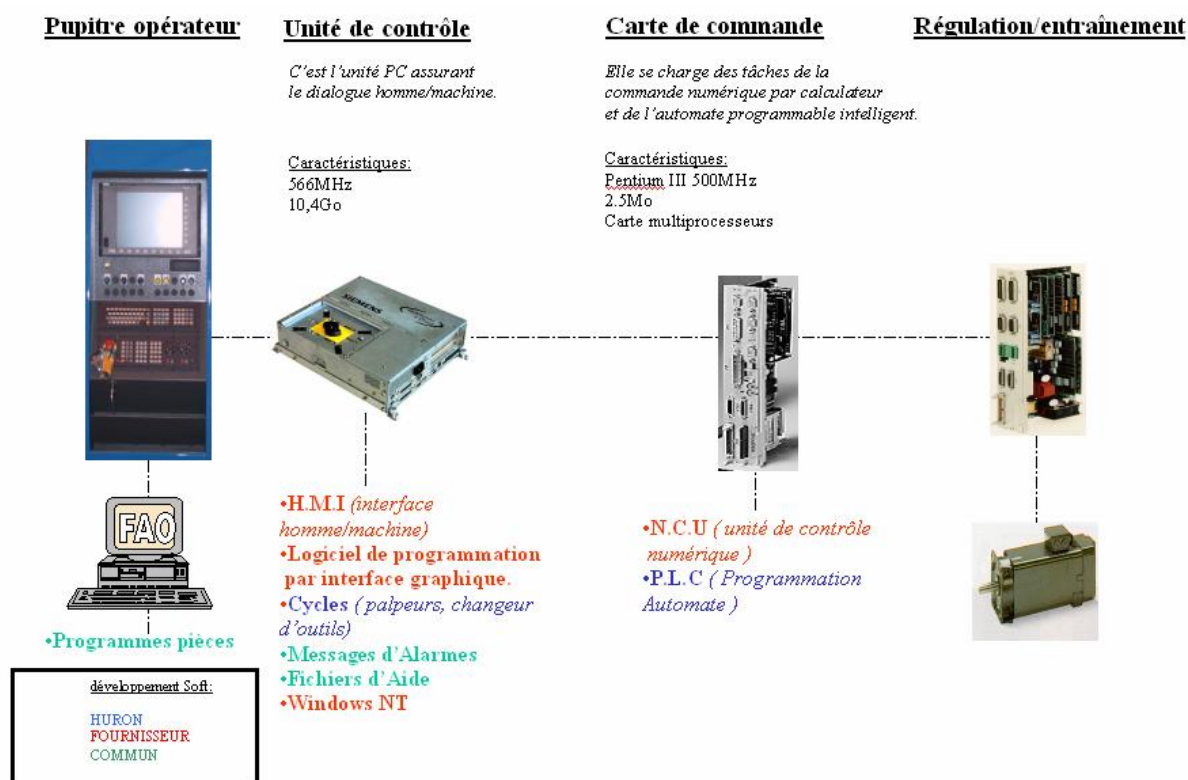 Pupitre opérateur
Unité de contrôle
Carte de commande
Régulation/entraînement
C'est l'unité PC assurant
le dialogue homme/machine.
Elle se charge des tâches de la
commande numérique par calculateur
et de l'automate programmable intelligent.
Caractéristiques:
566MHz
10,4Go
Caractéristiques:
Pentium III 500MHz
2.5Mo
Carte multiprocesseurs
SIEMENS
FAO
•Programmes pièces
•H.M.I (interface
homme/machine)
•Logiciel de programmation
par interface graphique.
•Cycles ( palpeurs, changeur
d'outils)
•Messages d'Alarmes
•Fichiers d'Aide
•Windows NT
•N.C.U ( unité de contrôle
numérique )
•P.L.C ( Programmation
Automate )
développement Soft:
HURON
FOURNISSEUR
COMMUN